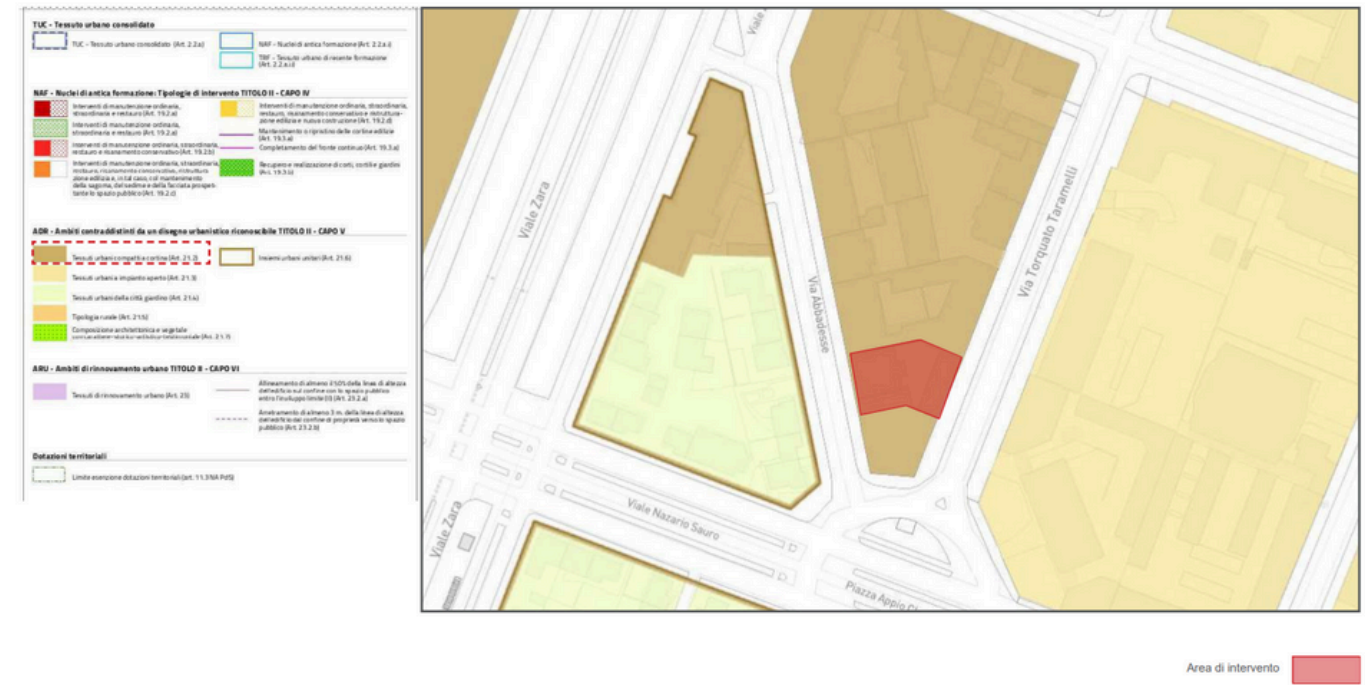 TUC - Tessuto urbano consolidato
TUC - Tessuto urbano consolidato (Art. 2.2.a)
NAF - Nuclei di antica formazione (Art. 2.2.a.i)
TRF - Tessuto urbano di recente formazione
(Art. 2.2.a.ii)
NAF - Nuclei di antica formazione: Tipologie di intervento TITOLO II - CAPO IV
Interventi di manutenzione ordinaria,
straordinaria e restauro (Art. 19.2.a)
Interventi di manutenzione ordinaria,
straordinaria e restauro (Art. 19.2.a)
Interventi di manutenzione ordinaria, straordinaria,
restauro e risanamento conservativo (Art. 19.2.b)
Interventi di manutenzione ordinaria, straordinaria,
restauro, risanamento conservativo, ristruttura-
zione edilizia e, in tal caso, col mantenimento
della sagoma, del sedime e della facciata prospet-
tante lo spazio pubblico (Art. 19.2.c)
Interventi di manutenzione ordinaria, straordinaria,
restauro, risanamento conservativo e ristruttura-
zione edilizia e nuova costruzione (Art. 19.2.d)
Mantenimento o ripristino delle cortine edilizie
(Art. 19.3.a)
Completamento del fronte continuo (Art. 19.3.a)
Recupero e realizzazione di corti, cortili e giardini
ADR - Ambiti contraddistinti da un disegno urbanistico riconoscibile TITOLO II - CAPO V
Tessuti urbani compatti a cortina (Art. 21.2)
Tessuti urbani a impianto aperto (Art. 21.3)
Tessuti urbani della città giardino (Art. 21.4)
Tipologia rurale (Art. 21.5)
Composizione architettonica e vegetale
Insiemi urbani unitari (Art. 21.6)
ARU - Ambiti di rinnovamento urbano TITOLO II - CAPO VI
Tessuti di rinnovamento urbano (Art. 23)
Allineamento di almeno il 50% della linea di altezza
dell'edificio sul confine con lo spazio pubblico
entro l'inviluppo limite (Art. 23.2.a)
Arretramento di almeno 3 m. della linea di altezza
dell'edificio dal confine di proprietà verso lo spazio
pubblico (Art. 23.2.b)
Dotazioni territoriali
Limite esenzione dotazioni territoriali (art. 11.3 NA PdS)
Viale
Viale Zara
Via Abbadesse
Via Torquato Taramelli
Viale Nazario Sauro
Viale Zara
Piazza Appio
Area di intervento